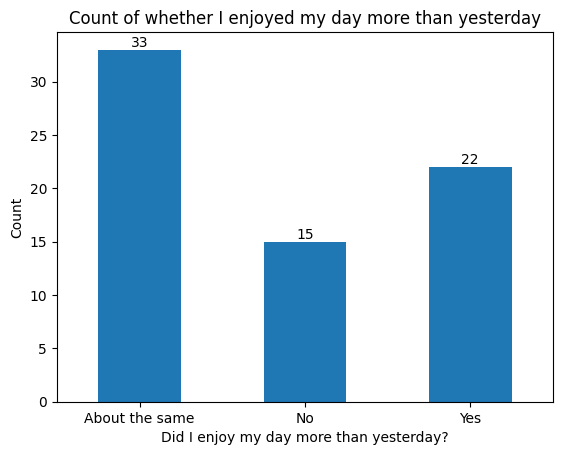 Count of whether I enjoyed my day more than yesterday
33
30
25
22
20
15
15
10
5
0
Count
About the same
No
Yes
Did I enjoy my day more than yesterday?